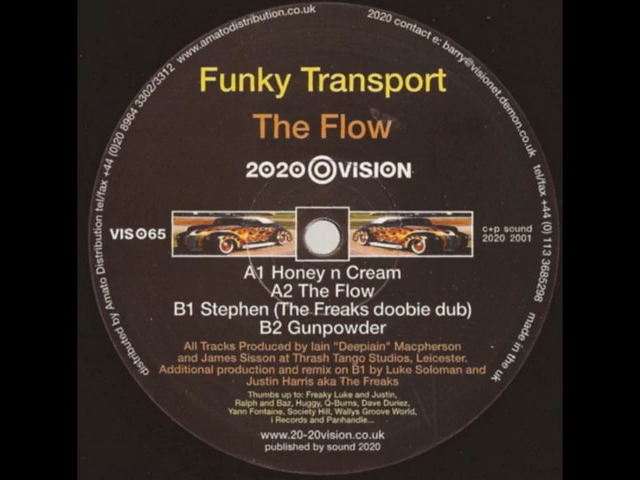 www.amatodistribution.co.uk
2020 contact e: barry@visionet.demon.co.uk
distributed by Amato Distribution tel/fax +44 (0)20 8964 3302/3312
tel/fax +44 (0) 113 3685298
made in the uk
Funky Transport
The Flow
2020 VISION
VIS065
c+p sound
2020 2001
A1 Honey n Cream
A2 The Flow
B1 Stephen (The Freaks doobie dub)
B2 Gunpowder
All Tracks Produced by Iain "Deepiain" Macpherson
and James Sisson at Thrash Tango Studios, Leicester.
Additional production and remix on B1 by Luke Soloman and
Justin Harris aka The Freaks
Thumbs up to: Freaky Luke and Justin,
Ralph and Baz, Huggy, Q-Burns, Dave Duriez,
Yann Fontaine, Society Hill, Wallys Groove World,
i Records and Panhandle...
www.20-20vision.co.uk
published by sound 2020